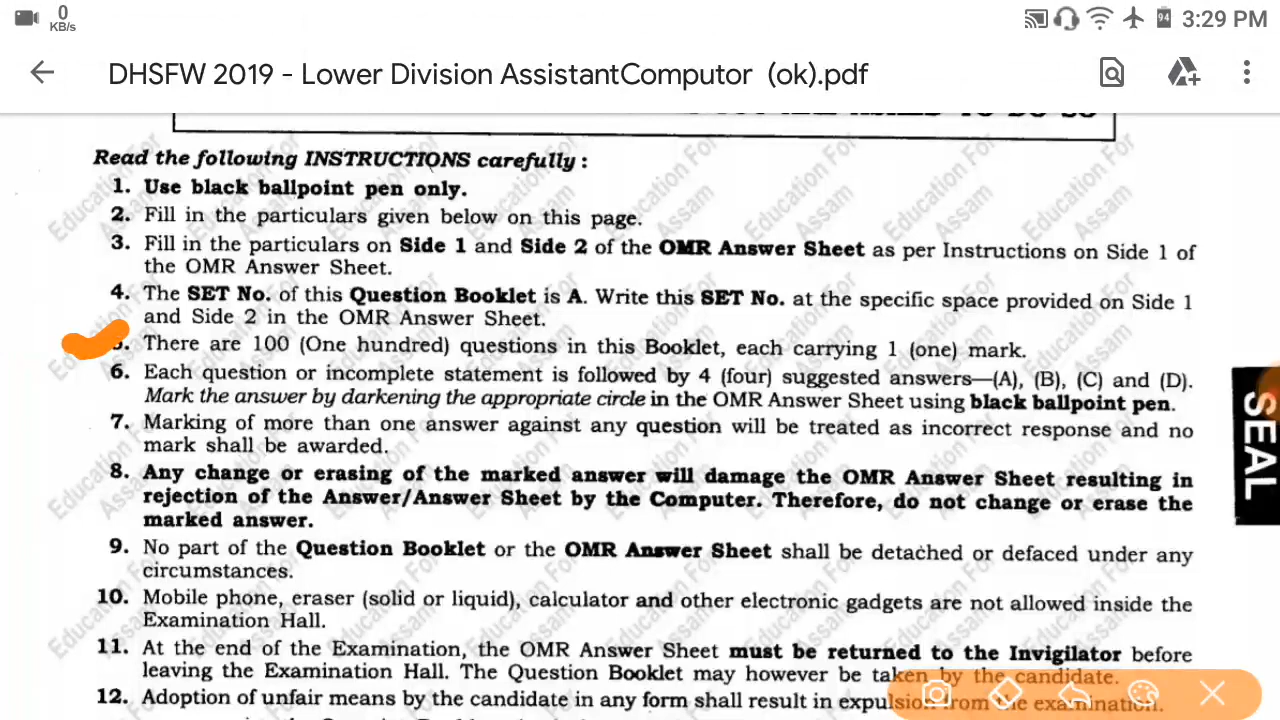 0
KB/s
94
3:29 PM
DHSFW 2019 - Lower Division AssistantComputor (ok).pdf
TO DO SO
Read the following INSTRUCTIONS carefully :
1. Use black ballpoint pen only.
2. Fill in the particulars given below on this page.
3. Fill in the particulars on Side 1 and Side 2 of the OMR Answer Sheet as per Instructions on Side 1 of
the OMR Answer Sheet.
4. The SET No. of this Question Booklet is A. Write this SET No. at the specific space provided on Side 1
and Side 2 in the OMR Answer Sheet.
5. There are 100 (One hundred) questions in this Booklet, each carrying 1 (one) mark.
6. Each question or incomplete statement is followed by 4 (four) suggested answers—(A), (B), (C) and (D).
Mark the answer by darkening the appropriate circle in the OMR Answer Sheet using black ballpoint pen.
7. Marking of more than one answer against any question will be treated as incorrect response and no
mark shall be awarded.
8. Any change or erasing of the marked answer will damage the OMR Answer Sheet resulting in
rejection of the Answer/Answer Sheet by the Computer. Therefore, do not change or erase the
marked answer.
9. No part of the Question Booklet or the OMR Answer Sheet shall be detached or defaced under any
circumstances.
10. Mobile phone, eraser (solid or liquid), calculator and other electronic gadgets are not allowed inside the
Examination Hall.
11. At the end of the Examination, the OMR Answer Sheet must be returned to the Invigilator before
leaving the Examination Hall. The Question Booklet may however be taken by the candidate.
12. Adoption of unfair means by the candidate in any form shall result in expulsion from the examination.
SEAL
Education For
Assam